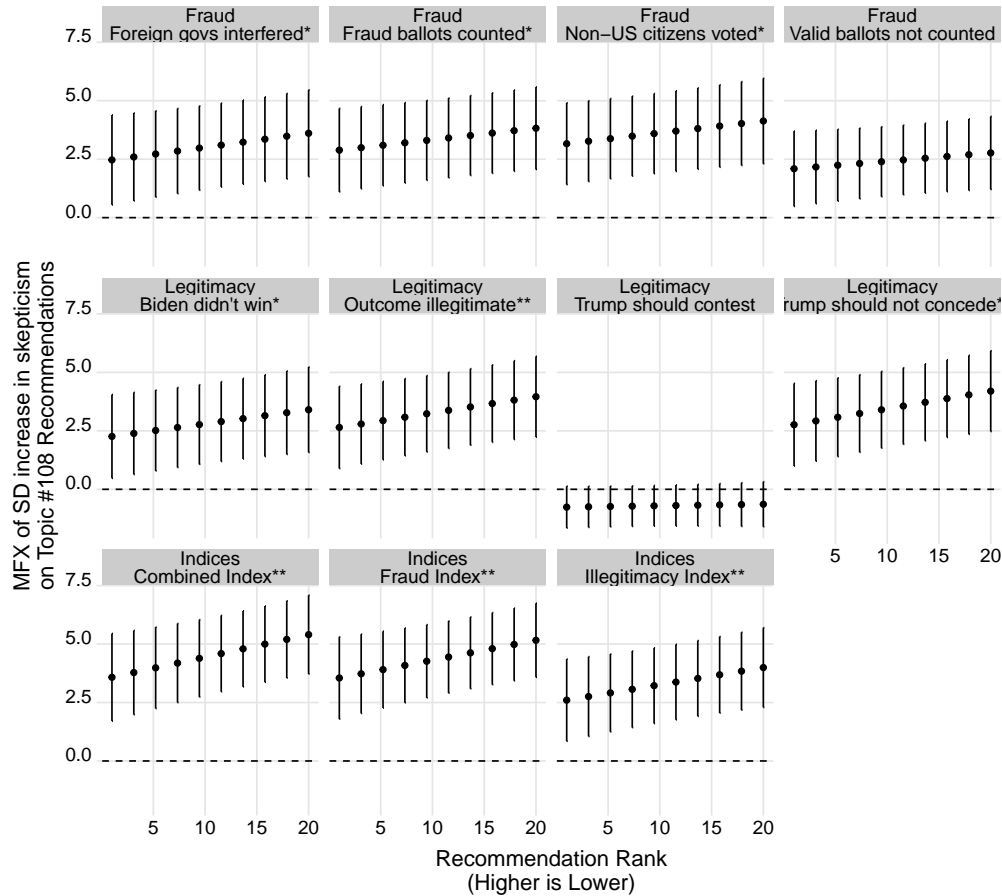 Fraud
Foreign govs interfered*
Fraud
Fraud ballots counted*
Fraud
Non−US citizens voted*
Fraud
Valid ballots not counted
7.5
5.0
2.5
0.0
Legitimacy
Biden didn't win*
Legitimacy
Outcome illegitimate**
Legitimacy
Trump should contest
Legitimacy
rump should not concede*
7.5
5.0
2.5
0.0
5 10 15 20
Indices
Combined Index**
Indices
Fraud Index**
Indices
Illegitimacy Index**
7.5
5.0
2.5
0.0
5 10 15 20
5 10 15 20
5 10 15 20
MFX of SD increase in skepticism
on Topic #108 Recommendations
Recommendation Rank
(Higher is Lower)